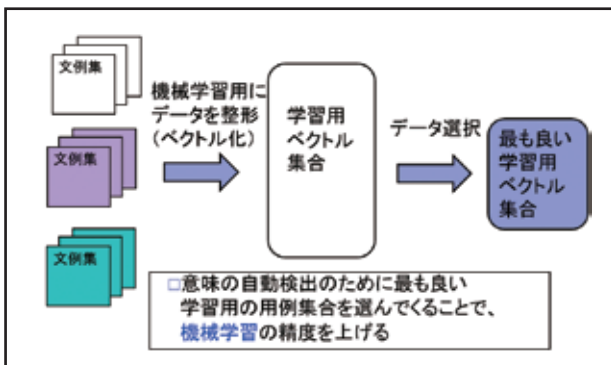 文例集
文例集
文例集
機械学習用に
データを整形
(ベクトル化)
学習用
ベクトル
集合
データ選択
最も良い
学習用
ベクトル
集合
□意味の自動検出のために最も良い
学習用の用例集合を選んでくることで、
機械学習の精度を上げる